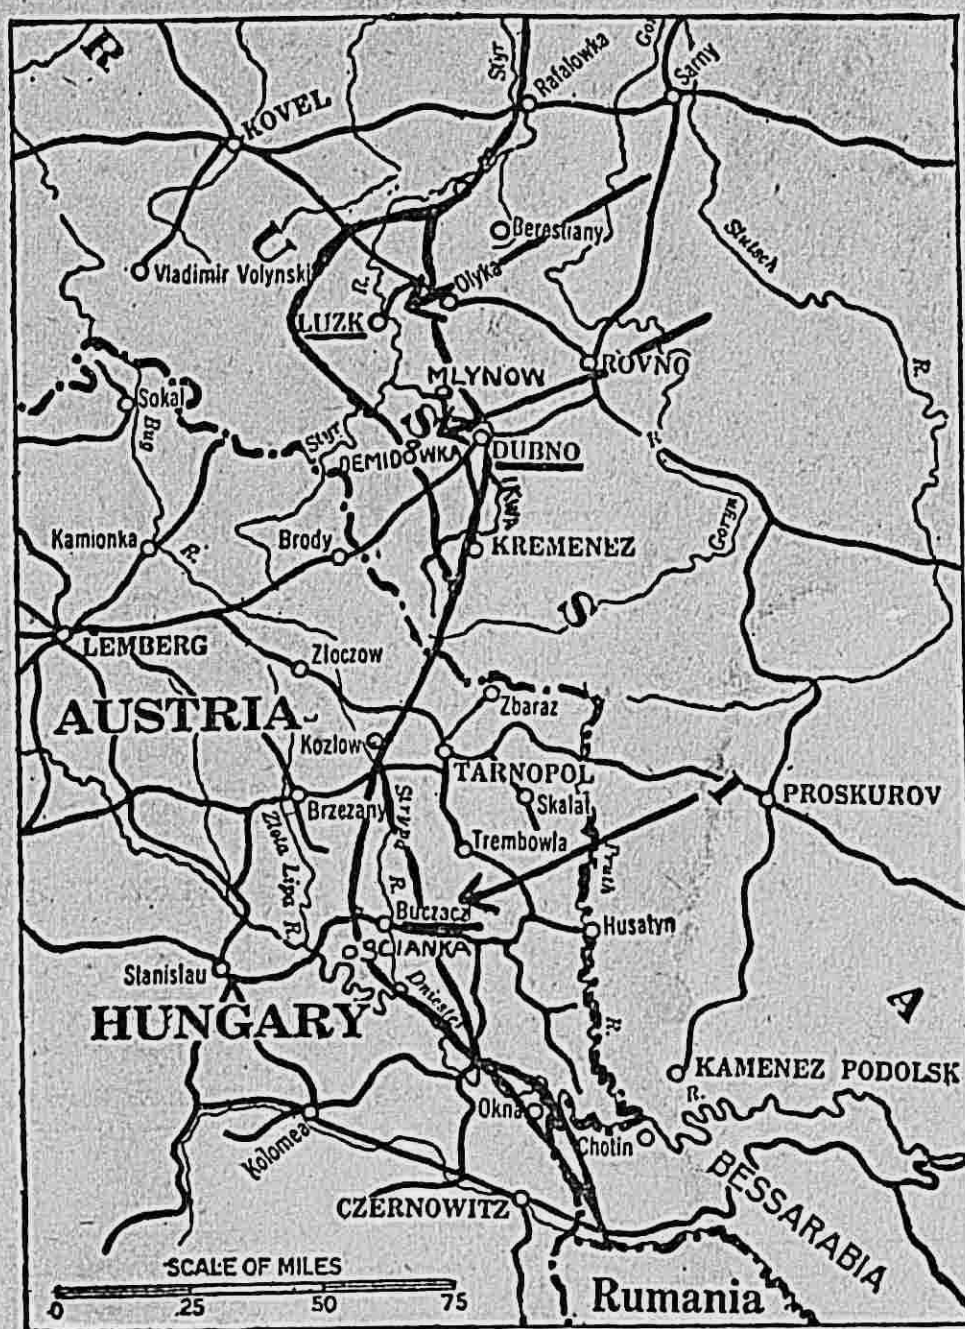 R
Styr
Rafalowka
Sarny
KOVEL
U
Berestiany
Slutsch
Vladimir Volynski
R.
Olyka
LUZK
ROVNO
R.
MLYNOW
Sokal
Bug
S
Styr
DEMIDOWKA
DUBNO
R.
IKWA
Goryn
Kamionka
R.
Brody
KREMENEZ
S
LEMBERG
Zloczow
AUSTRIA-
Zbaraz
Kozlow
TARNOPOL
PROSKUROV
Brzezany
Strypa
Skalat
Zlota Lipa R.
Trembowla
R.
Pruth
Buczacz
Husatyn
SCIANKA
Stanislau
Dniester
A
HUNGARY
R.
KAMENEZ PODOLSK
R.
Okna
Chotin
Kolomea
BESSARABIA
CZERNOWITZ
SCALE OF MILES
0 25 50 75
Rumania